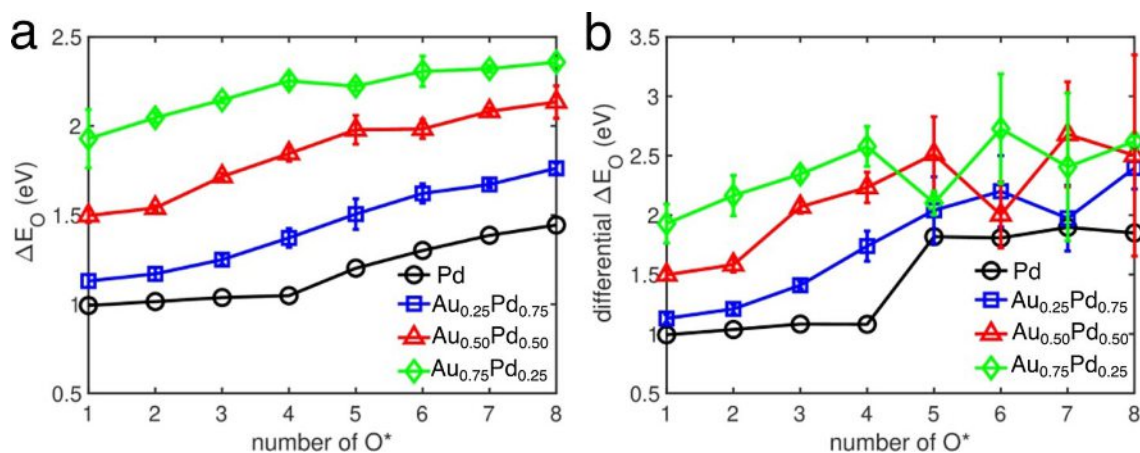 a
ΔE_O (eV)
2.5
2
1.5
1
0.5
Pd
Au0.25Pd0.75
Au0.50Pd0.50
Au0.75Pd0.25
1 2 3 4 5 6 7 8
number of O*
b
differential ΔE_O (eV)
3.5
3
2.5
2
1.5
1
0.5
Pd
Au0.25Pd0.75
Au0.50Pd0.50
Au0.75Pd0.25
1 2 3 4 5 6 7 8
number of O*